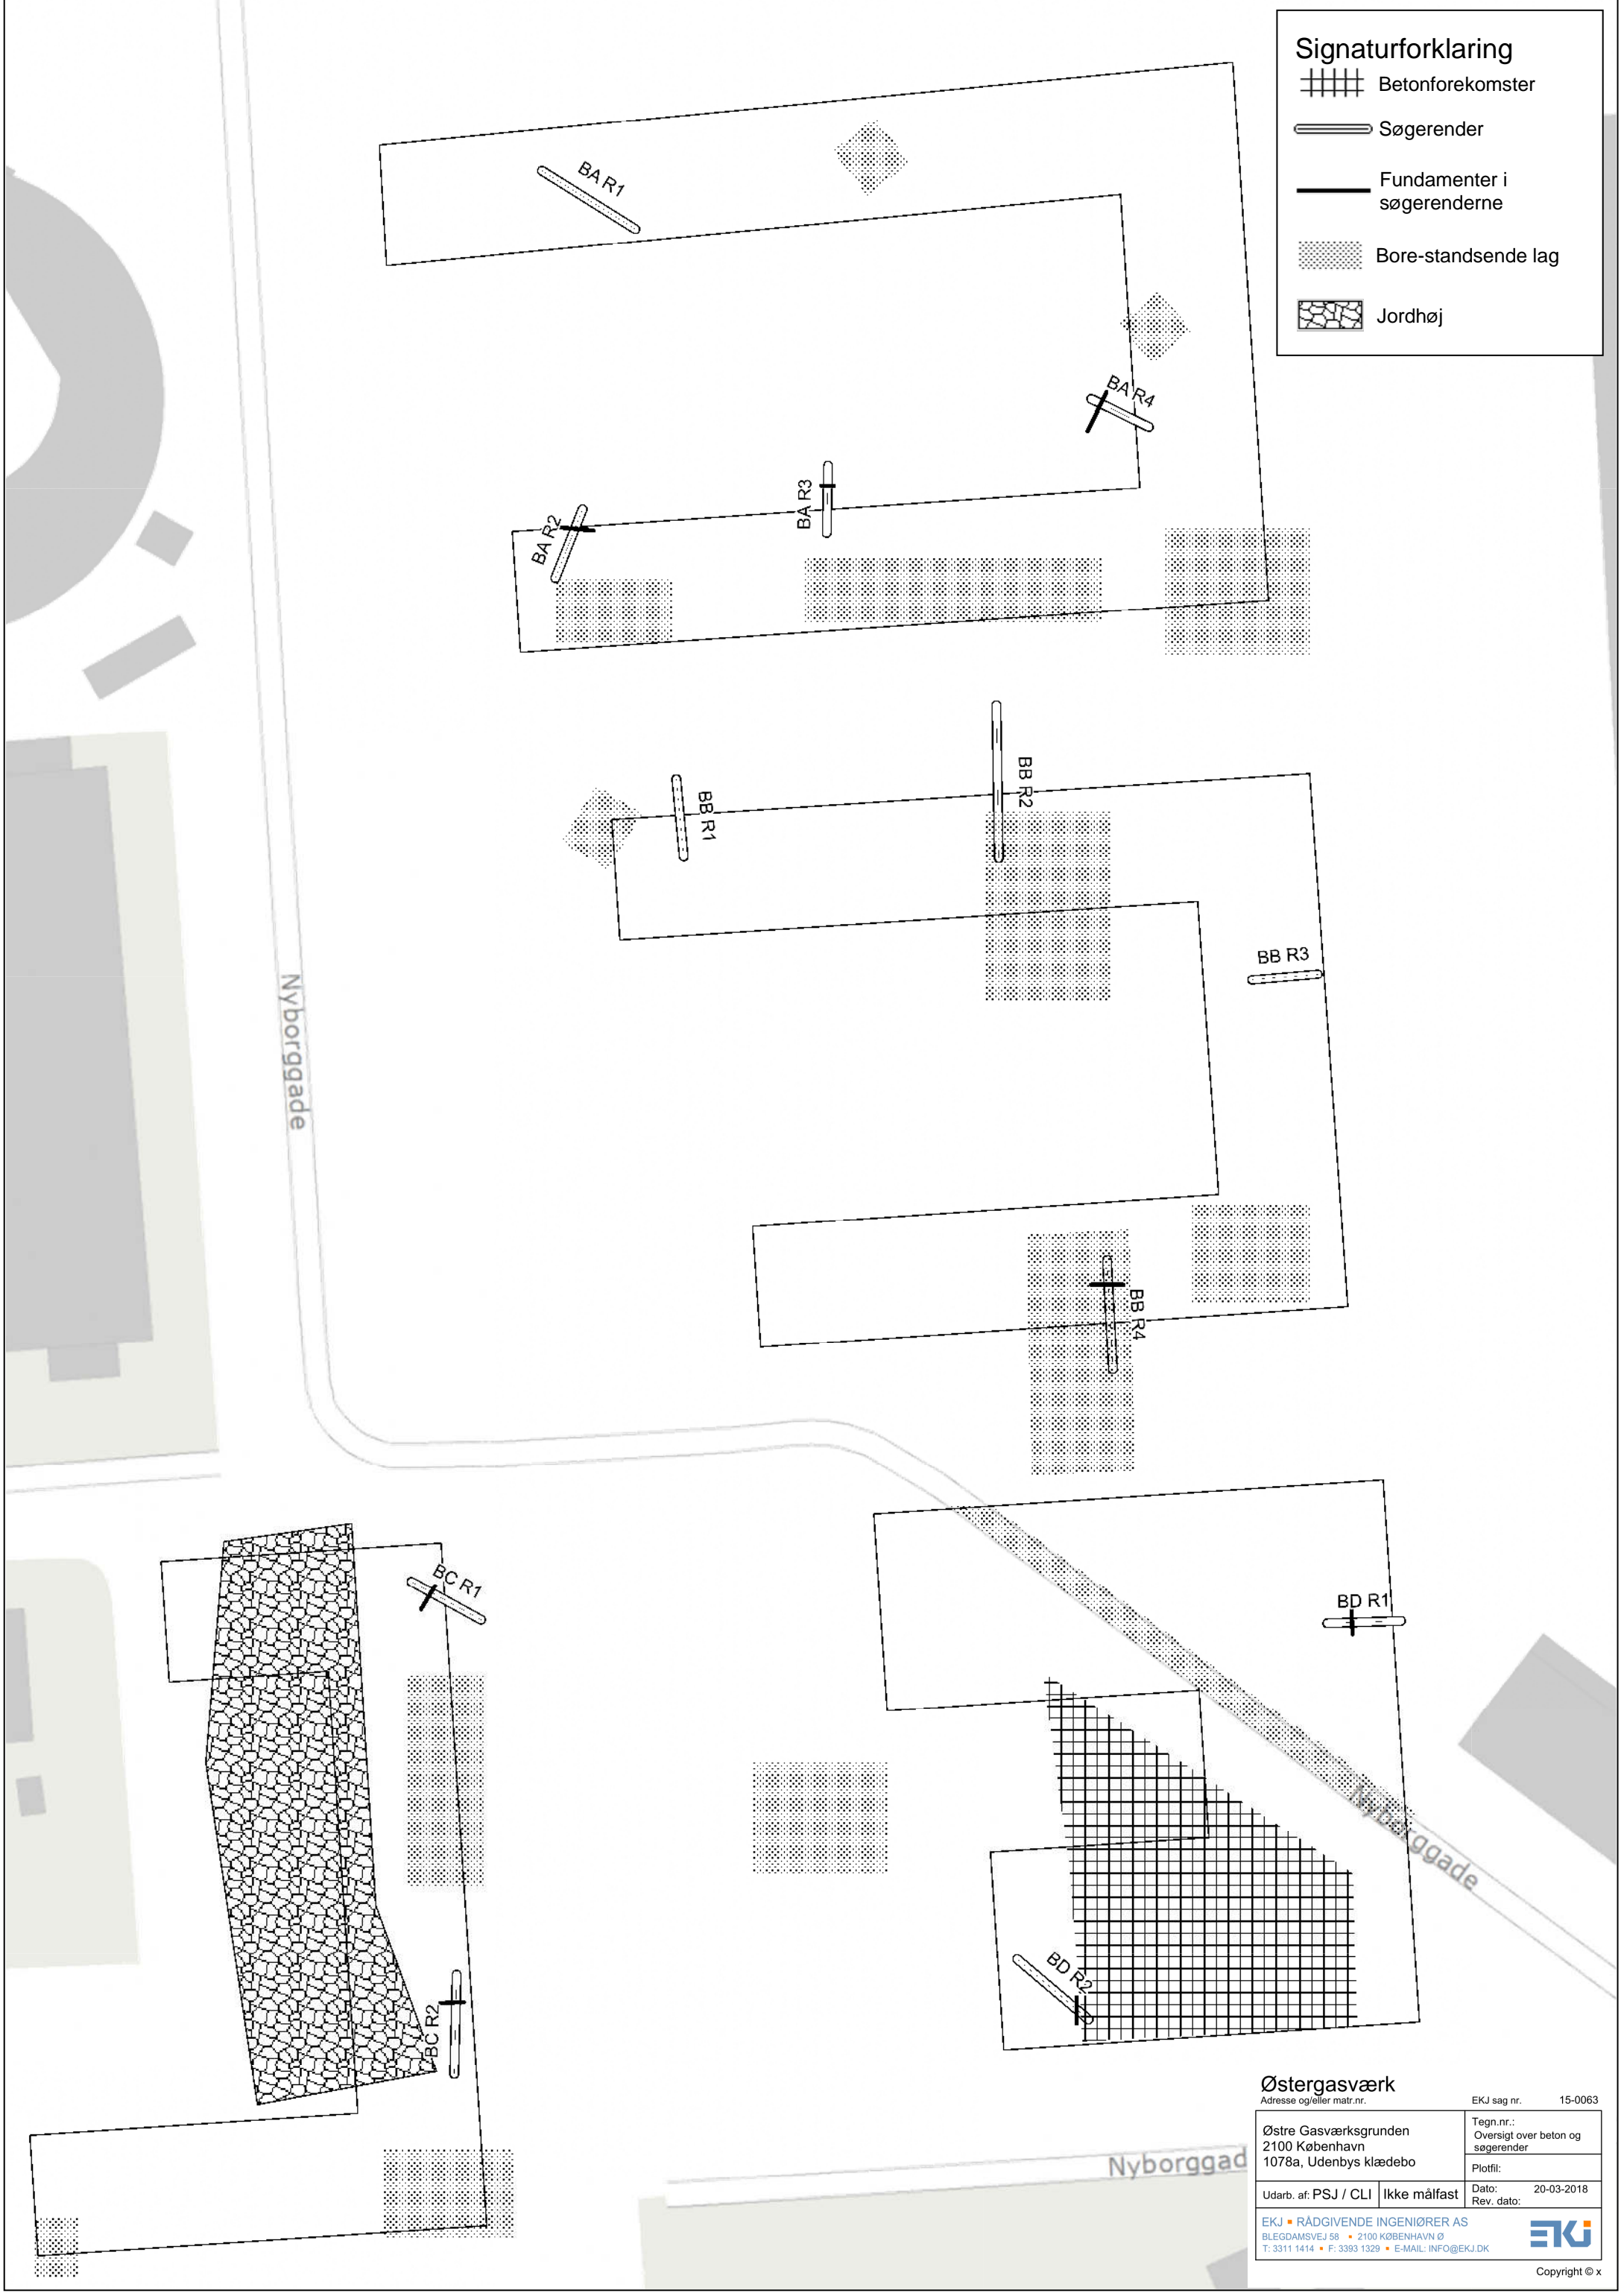 Signaturforklaring
Betonforekomster
Søgerender
Fundamenter i
søgerenderne
Bore-standsende lag
Jordhøj
BA R1
BA R4
BA R3
BA R2
BB R2
BB R1
BB R3
Nyborggade
BB R4
BC R1
BD R1
Nyborggade
BD R2
BC R2
Nyborggad
Østergasværk
Adresse og/eller matr.nr.
EKJ sag nr. 15-0063
Østre Gasværksgrunden
2100 København
1078a, Udenbys klædebo
Tegn.nr.:
Oversigt over beton og
søgerender
Plotfil:
Udarb. af: PSJ / CLI
Ikke målfast
Dato: 20-03-2018
Rev. dato:
EKJ ▪ RÅDGIVENDE INGENIØRER AS
BLEGDAMSVEJ 58 ▪ 2100 KØBENHAVN Ø
T: 3311 1414 ▪ F: 3393 1329 ▪ E-MAIL: INFO@EKJ.DK
EKJ
Copyright © x